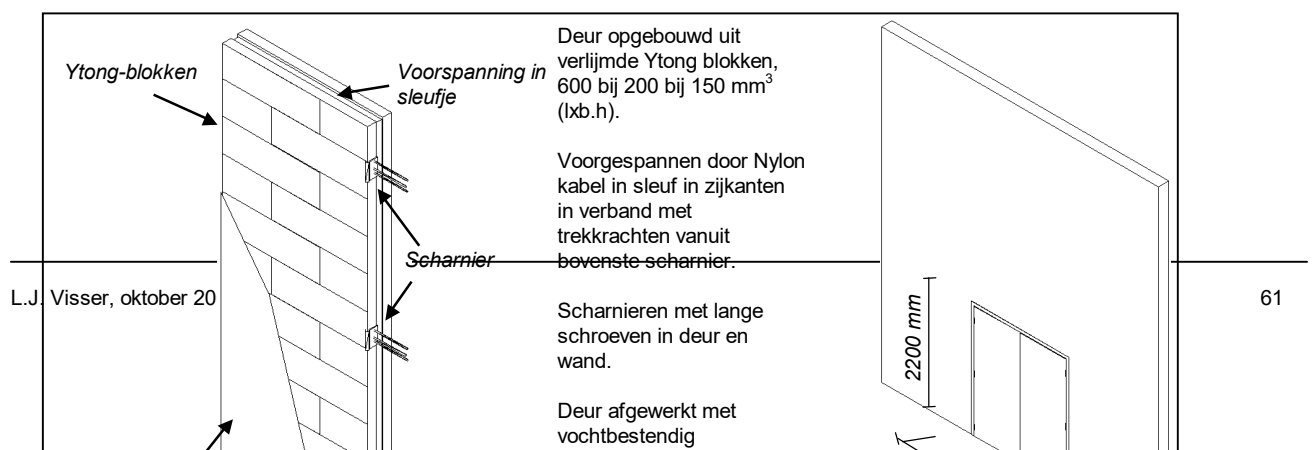 Ytong-blokken
Voorspanning in
sleufje
Scharnier
Deur opgebouwd uit
verlijmde Ytong blokken,
600 bij 200 bij 150 mm³
(lxb.h).
Voorgespannen door Nylon
kabel in sleuf in zijkanten
in verband met
trekkrachten vanuit
bovenste scharnier.
Scharnieren met lange
schroeven in deur en
wand.
Deur afgewerkt met
vochtbestendig
2200 mm
L.J. Visser, oktober 20
61